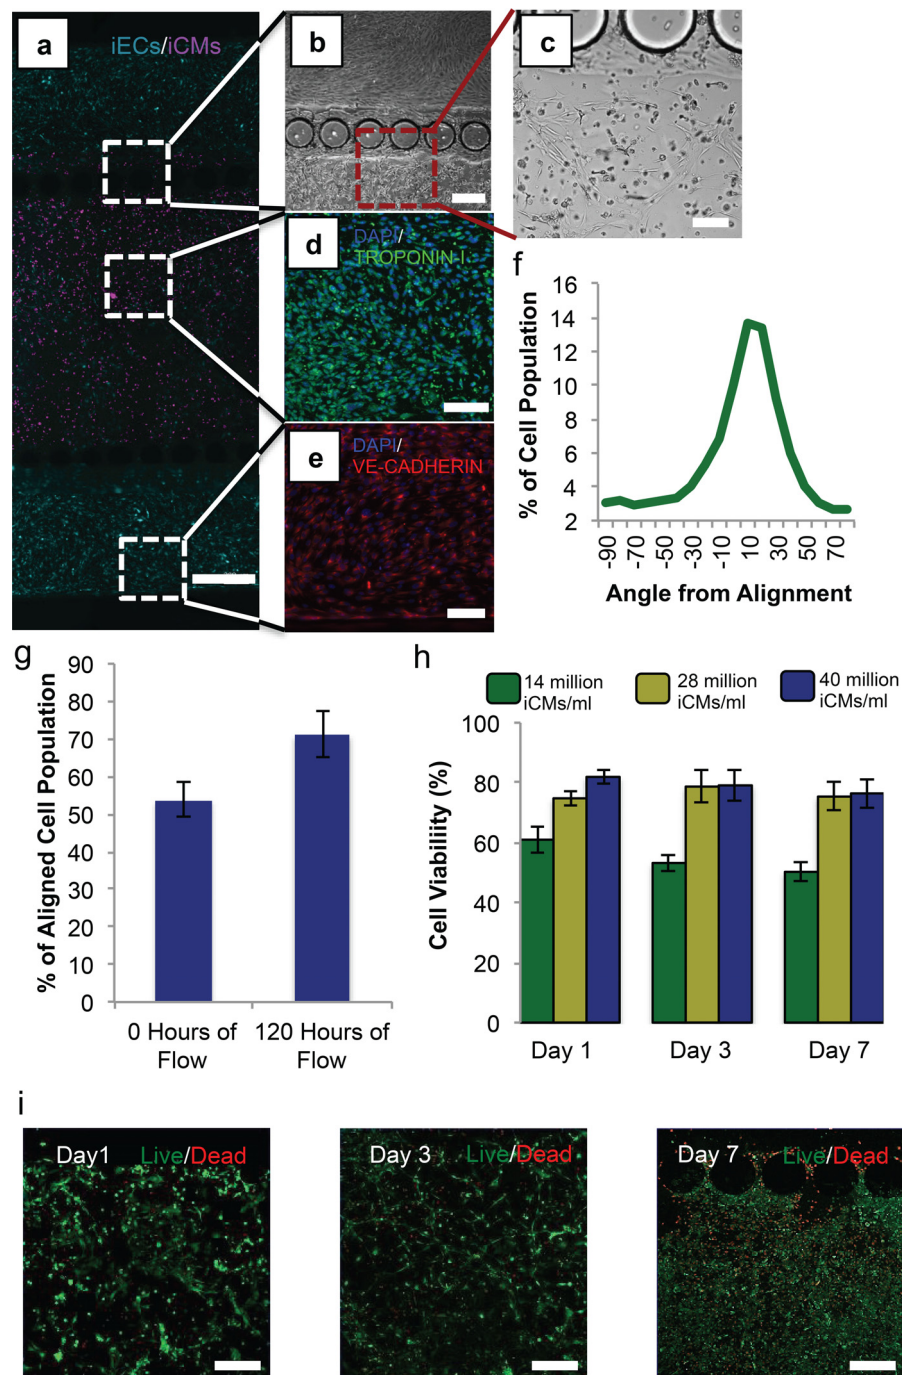 a
iECs/iCMs
b
c
d
DAPI/
TROPONIN I
e
DAPI/
VE-CADHERIN
f
% of Cell Population
16
14
12
10
8
6
4
2
-90
-70
-50
-30
-10
10
30
50
70
Angle from Alignment
g
% of Aligned Cell Population
90
80
70
60
50
40
30
20
10
0
0 Hours of
Flow
120 Hours of
Flow
h
14 million
iCMs/ml
28 million
iCMs/ml
40 million
iCMs/ml
Cell Viabiliity (%)
100
80
60
40
20
0
Day 1
Day 3
Day 7
i
Day1
Live/Dead
Day 3
Live/Dead
Day 7
Live/Dead